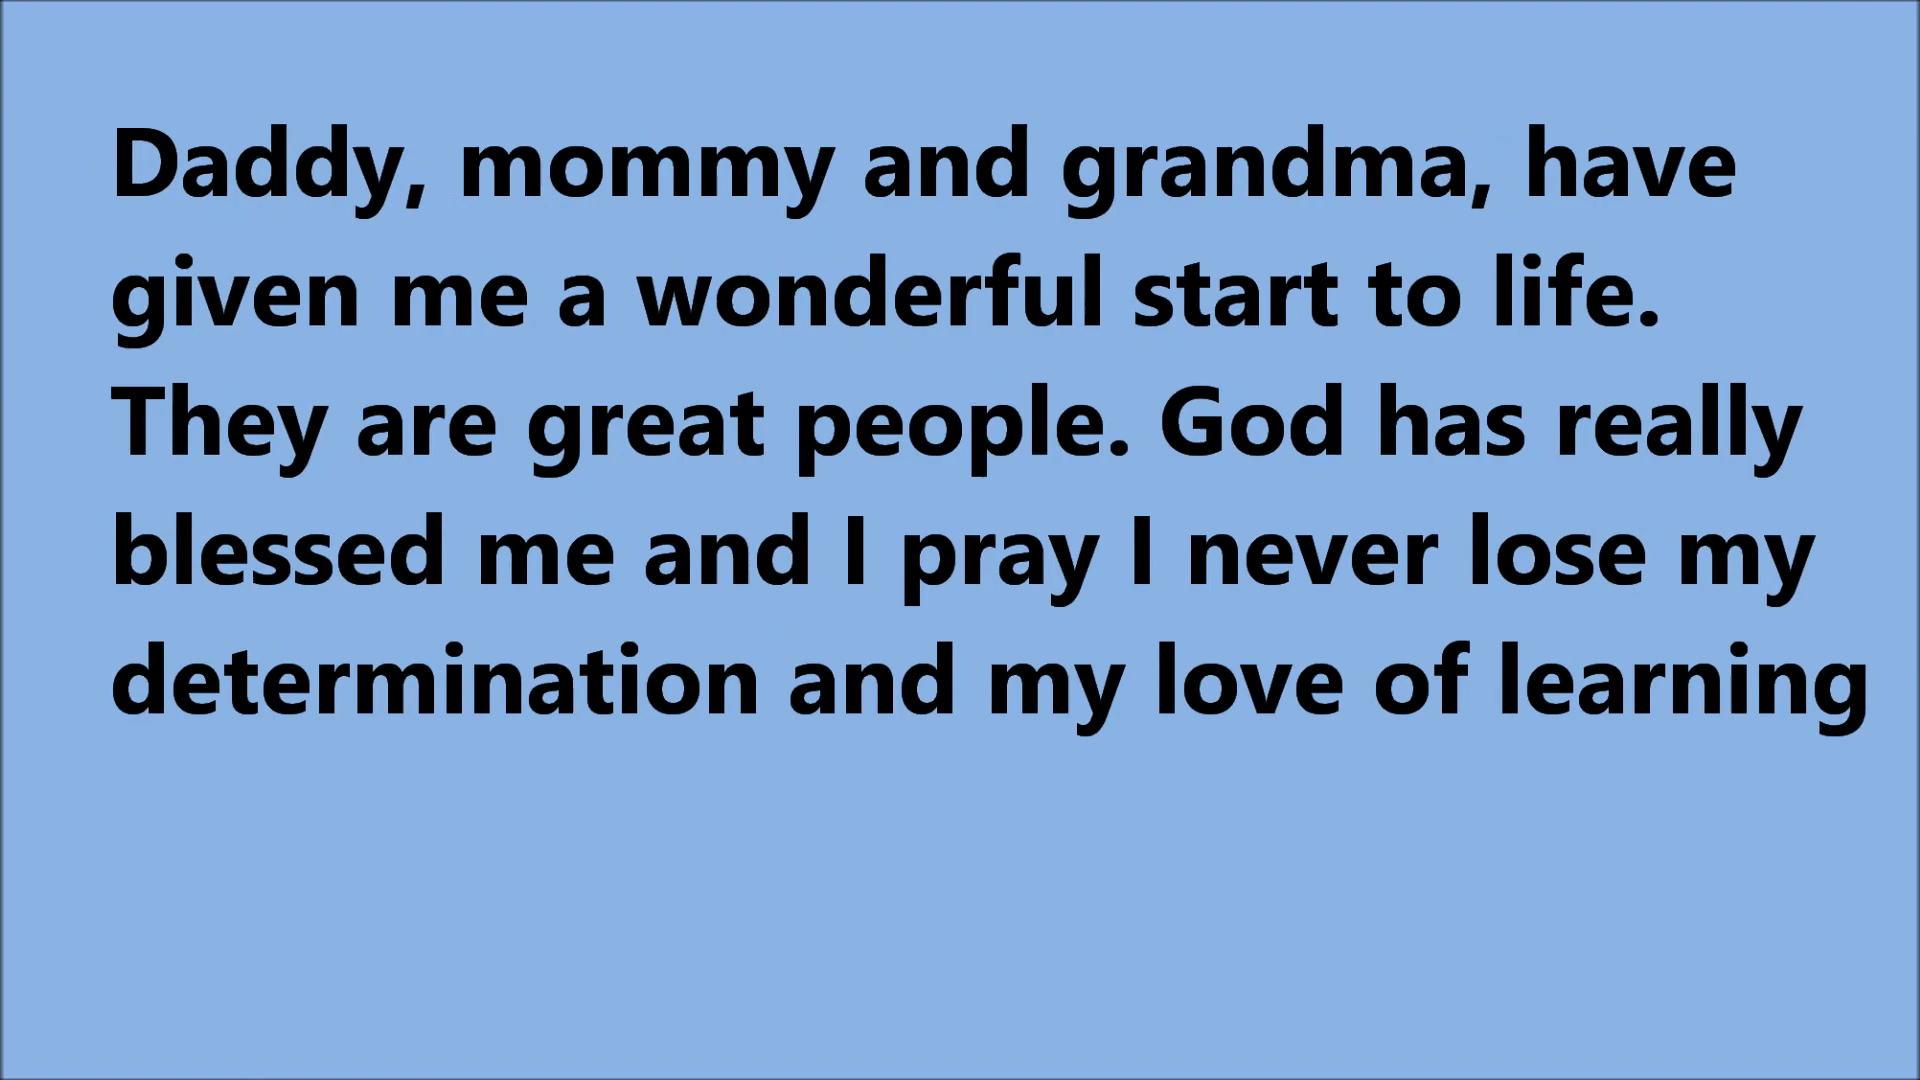 Daddy, mommy and grandma, have
given me a wonderful start to life.
They are great people. God has really
blessed me and I pray I never lose my
determination and my love of learning